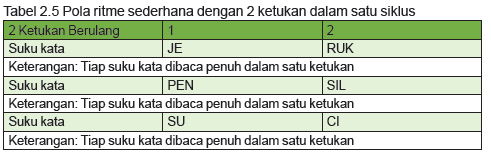 Tabel 2.5 Pola ritme sederhana dengan 2 ketukan dalam satu siklus
2 Ketukan Berulang 1 2
Suku kata JE RUK
Keterangan: Tiap suku kata dibaca penuh dalam satu ketukan
Suku kata PEN SIL
Keterangan: Tiap suku kata dibaca penuh dalam satu ketukan
Suku kata SU CI
Keterangan: Tiap suku kata dibaca penuh dalam satu ketukan